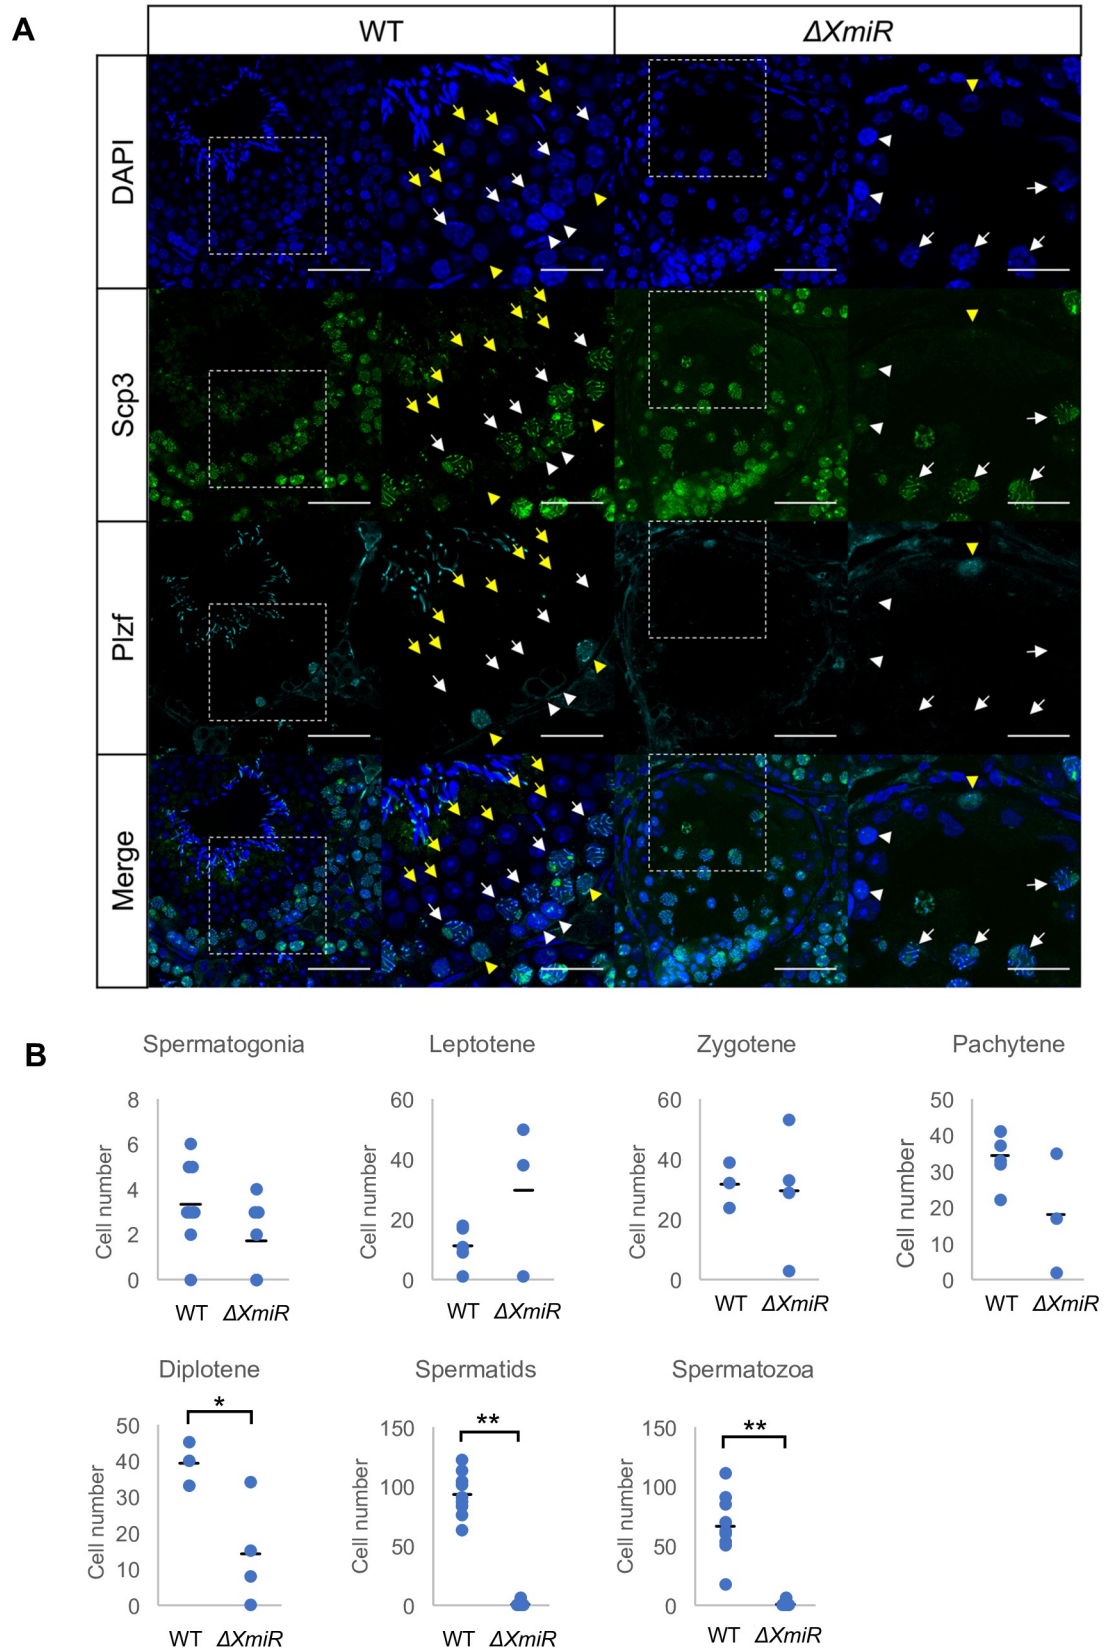 A
WT
ΔXmiR
DAPI
Scp3
Plzf
Merge
B
Spermatogonia
Leptotene
Zygotene
Pachytene
8
6
4
2
0
Cell number
WT
ΔXmiR
60
40
20
0
Cell number
WT
ΔXmiR
60
40
20
0
Cell number
WT
ΔXmiR
50
40
30
20
10
0
Cell number
WT
ΔXmiR
Diplotene
Spermatids
Spermatozoa
50
40
30
20
10
0
Cell number
*
WT
ΔXmiR
150
100
50
0
Cell number
**
WT
ΔXmiR
150
100
50
0
Cell number
**
WT
ΔXmiR